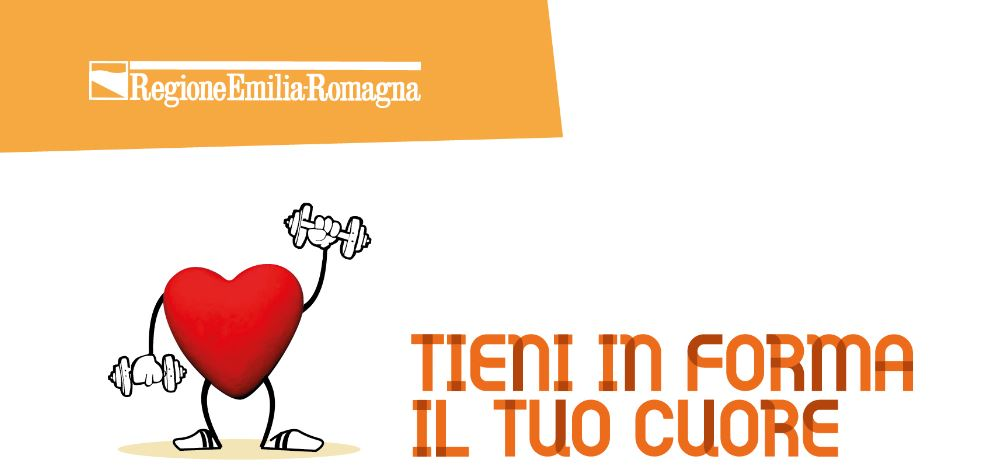 RegioneEmilia-Romagna
TIENI IN FORMA
IL TUO CUORE